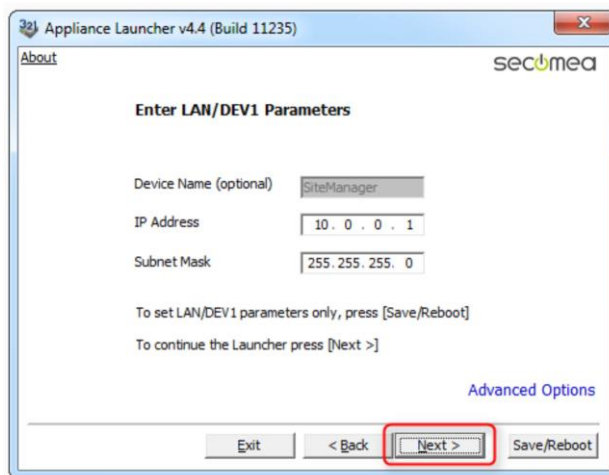 Appliance Launcher v4.4 (Build 11235)
About
secomea
Enter LAN/DEV1 Parameters
Device Name (optional) SiteManager
IP Address 10 . 0 . 0 . 1
Subnet Mask 255.255.255. 0
To set LAN/DEV1 parameters only, press [Save/Reboot]
To continue the Launcher press [Next >]
Advanced Options
Exit < Back Next > Save/Reboot